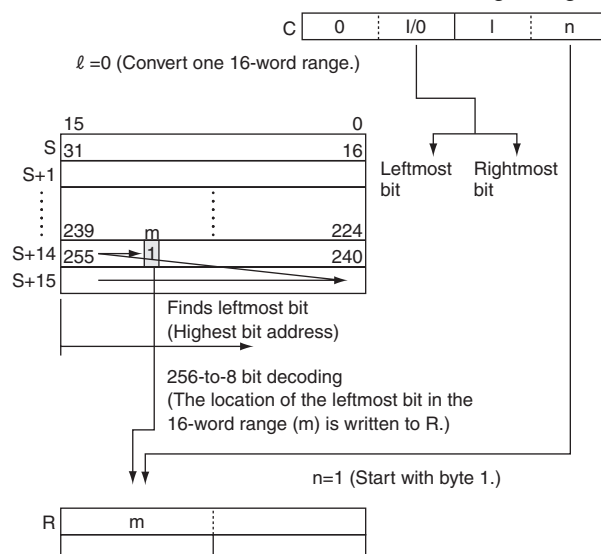 C 0 I/0 I n
ℓ =0 (Convert one 16-word range.)
15 0
S 31 16
Leftmost bit
Rightmost bit
S+1
239 m 224
S+14 255 1 240
S+15
Finds leftmost bit
(Highest bit address)
256-to-8 bit decoding
(The location of the leftmost bit in the
16-word range (m) is written to R.)
n=1 (Start with byte 1.)
R m